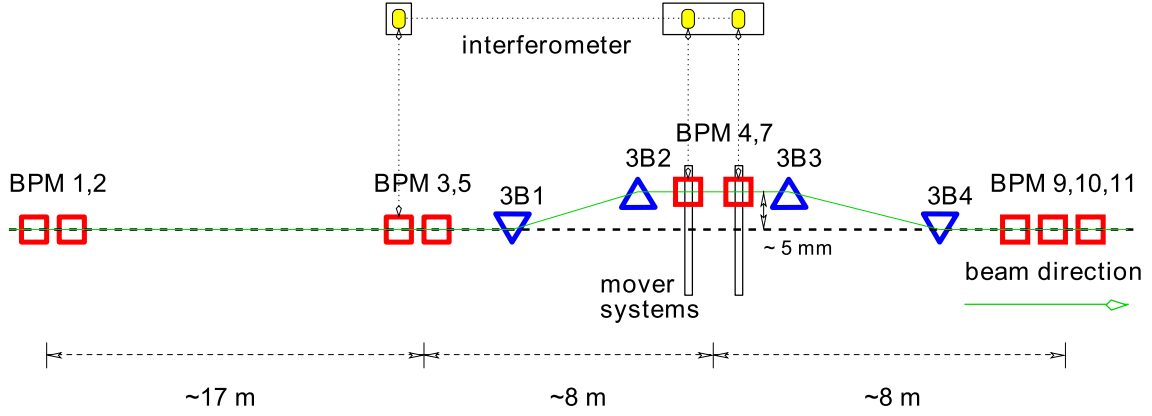 interferometer
BPM 4,7
3B2
3B3
BPM 1,2
BPM 3,5
3B1
3B4
BPM 9,10,11
~ 5 mm
mover
systems
beam direction
~17 m
~8 m
~8 m